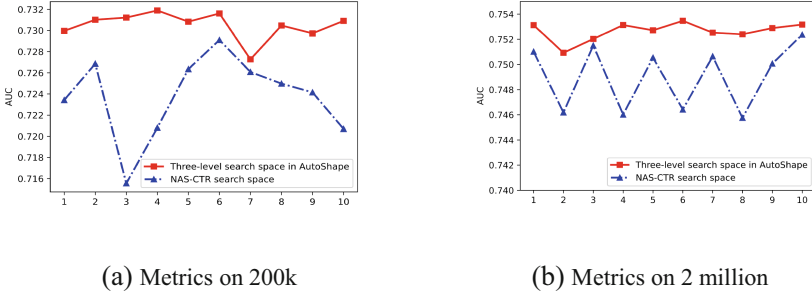 0.732
0.730
0.728
0.726
0.724
0.722
0.720
0.718
0.716
AUC
1 2 3 4 5 6 7 8 9 10
Three-level search space in AutoShape
NAS-CTR search space
(a) Metrics on 200k
0.754
0.752
0.750
0.748
0.746
0.744
0.742
0.740
AUC
1 2 3 4 5 6 7 8 9 10
Three-level search space in AutoShape
NAS-CTR search space
(b) Metrics on 2 million